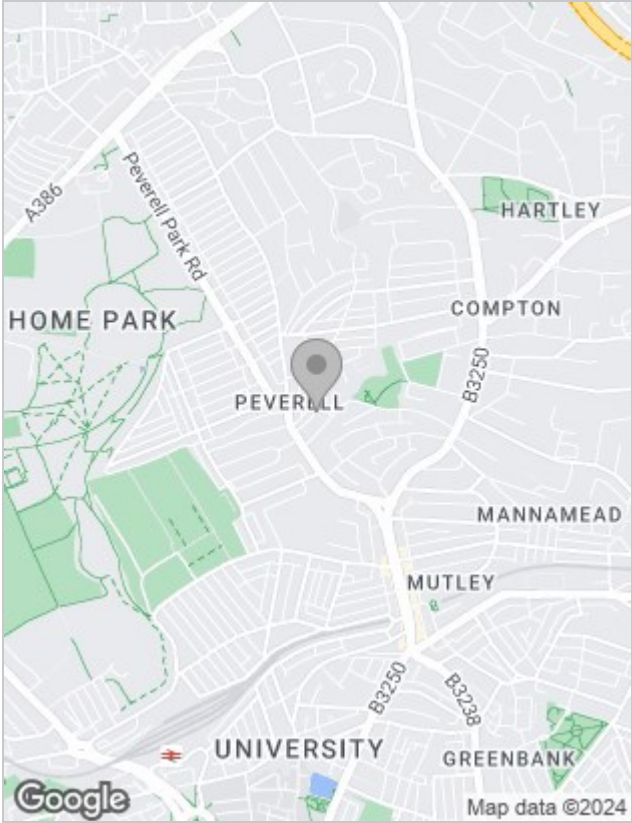 A386
Peverell Park Rd
HARTLEY
HOME PARK
COMPTON
B3250
PEVERELL
MANNAMEAD
MUTLEY
B3250
B3238
UNIVERSITY
GREENBANK
Google
Map data ©2024